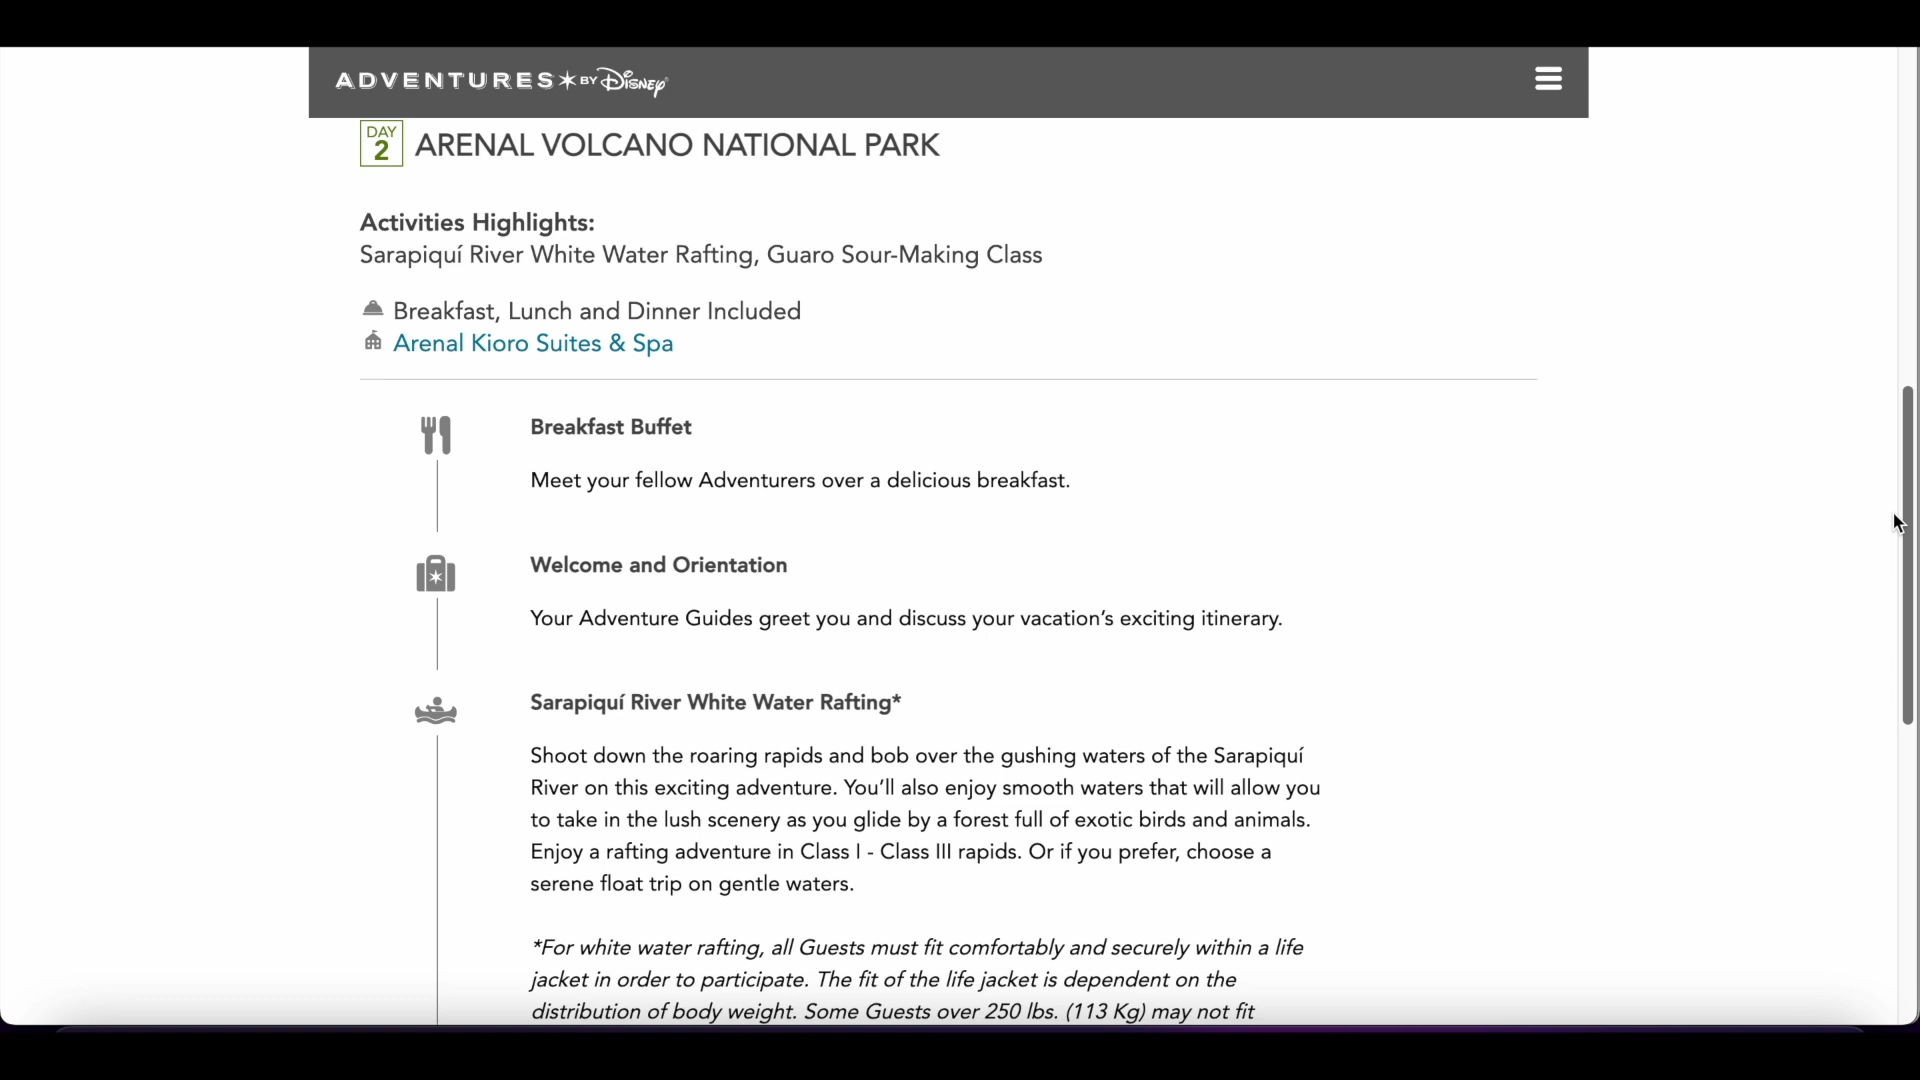 ADVENTURES BY DISNEY
DAY
2
ARENAL VOLCANO NATIONAL PARK
Activities Highlights:
Sarapiquí River White Water Rafting, Guaro Sour-Making Class
Breakfast, Lunch and Dinner Included
Arenal Kioro Suites & Spa
Breakfast Buffet
Meet your fellow Adventurers over a delicious breakfast.
Welcome and Orientation
Your Adventure Guides greet you and discuss your vacation’s exciting itinerary.
Sarapiquí River White Water Rafting*
Shoot down the roaring rapids and bob over the gushing waters of the Sarapiquí
River on this exciting adventure. You’ll also enjoy smooth waters that will allow you
to take in the lush scenery as you glide by a forest full of exotic birds and animals.
Enjoy a rafting adventure in Class I - Class III rapids. Or if you prefer, choose a
serene float trip on gentle waters.
*For white water rafting, all Guests must fit comfortably and securely within a life
jacket in order to participate. The fit of the life jacket is dependent on the
distribution of body weight. Some Guests over 250 lbs. (113 Kg) may not fit